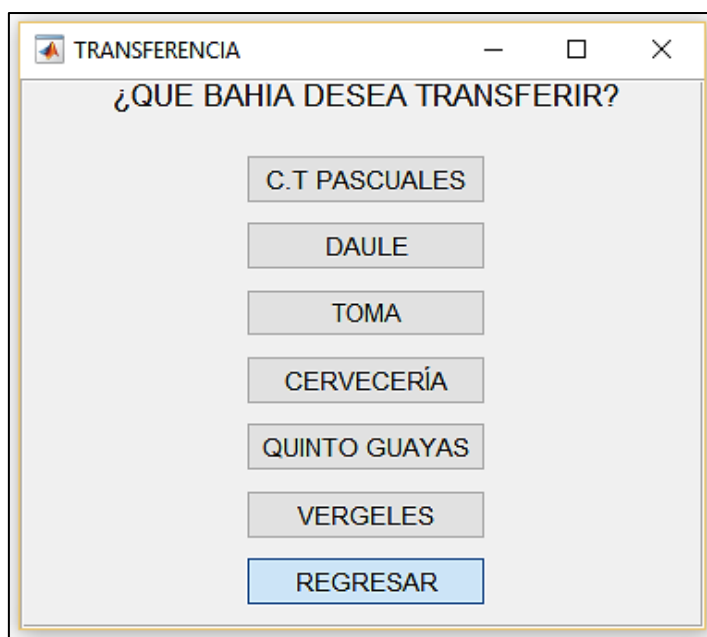 TRANSFERENCIA
¿QUE BAHIA DESEA TRANSFERIR?
C.T PASCUALES
DAULE
TOMA
CERVECERÍA
QUINTO GUAYAS
VERGELES
REGRESAR